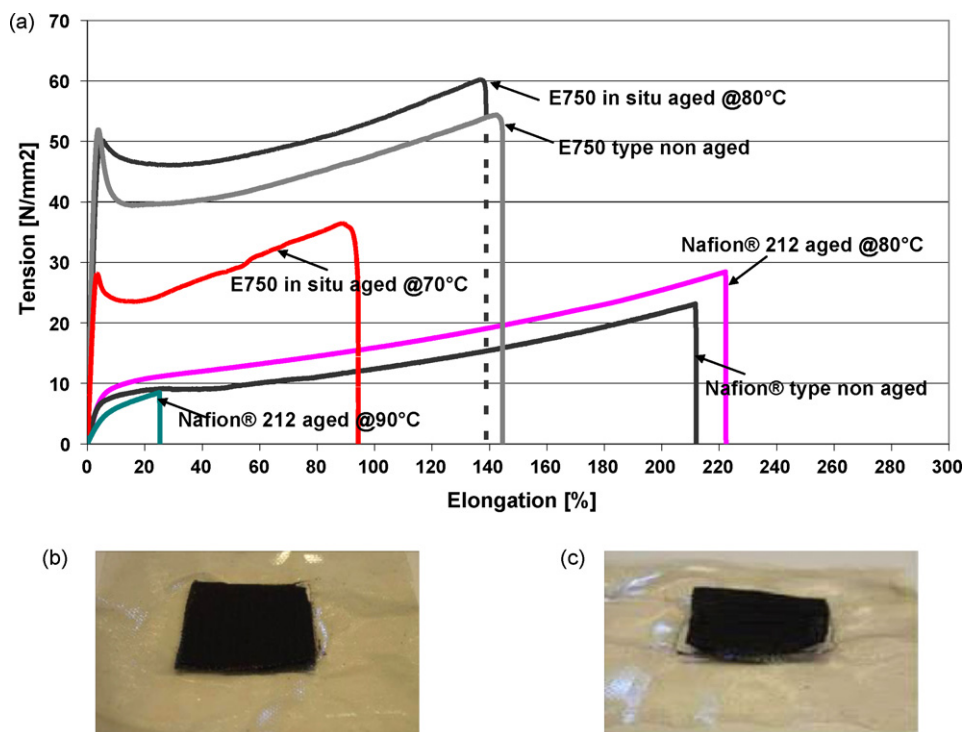 (a)
70
60
50
40
30
20
10
0
Tension [N/mm2]
E750 in situ aged @80°C
E750 type non aged
Nafion® 212 aged @80°C
E750 in situ aged @70°C
Nafion® type non aged
Nafion® 212 aged @90°C
0 20 40 60 80 100 120 140 160 180 200 220 240 260 280 300
Elongation [%]
(b)
(c)